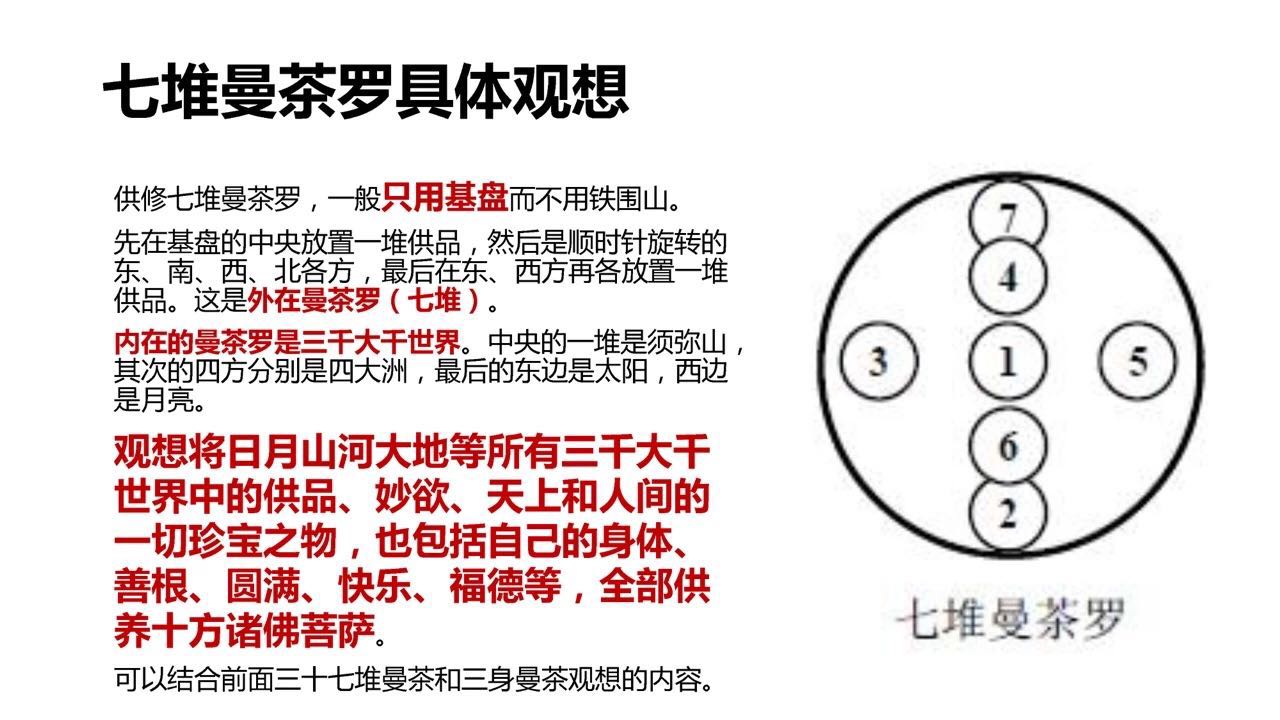 七堆曼茶罗具体观想
供修七堆曼茶罗，一般只用基盘而不用铁围山。
先在基盘的中央放置一堆供品，然后是顺时针旋转的
东、南、西、北各方，最后在东、西方再各放置一堆
供品。这是外在曼茶罗（七堆）。
内在的曼茶罗是三千大千世界。中央的一堆是须弥山，
其次的四方分别是四大洲，最后的东边是太阳，西边
是月亮。
观想将日月山河大地等所有三千大千
世界中的供品、妙欲、天上和人间的
一切珍宝之物，也包括自己的身体、
善根、圆满、快乐、福德等，全部供
养十方诸佛菩萨。
可以结合前面三十七堆曼茶和三身曼茶观想的内容。
7
4
3 1 5
6
2
七堆曼茶罗